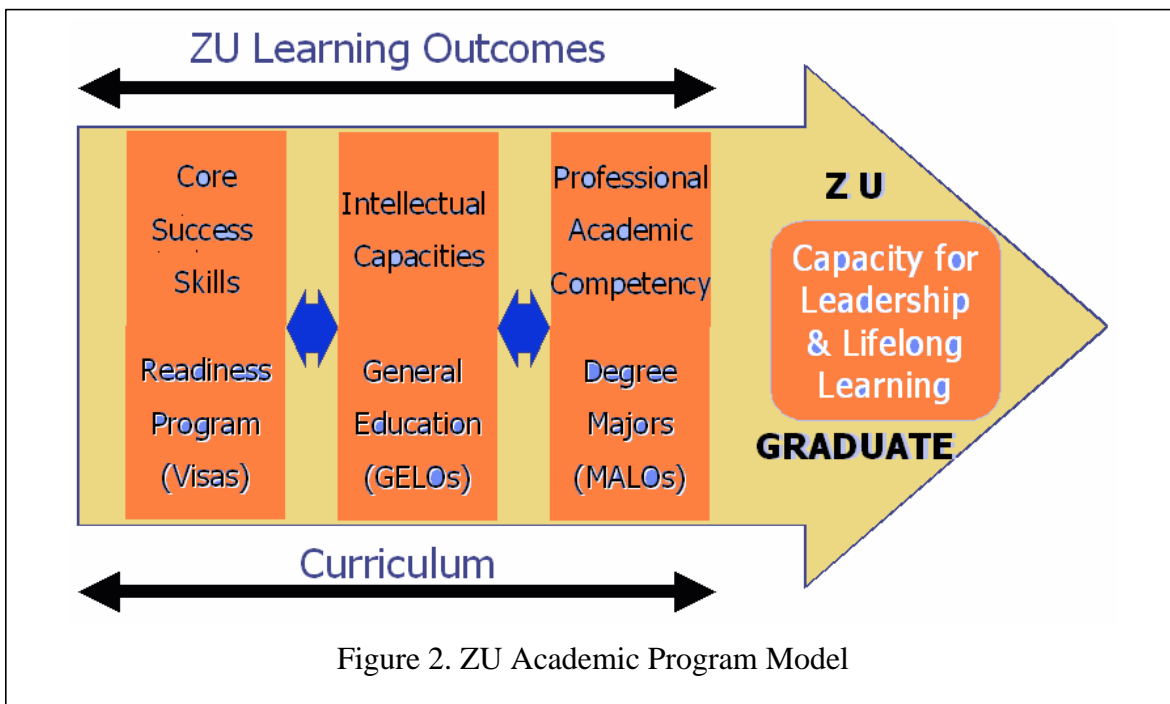 ZU Learning Outcomes
Core
Success
Skills
Readiness
Program
(Visas)
Intellectual
Capacities
General
Education
(GELOs)
Professional
Academic
Competency
Degree
Majors
(MALOs)
Z U
Capacity for
Leadership
& Lifelong
Learning
GRADUATE
Curriculum
Figure 2. ZU Academic Program Model